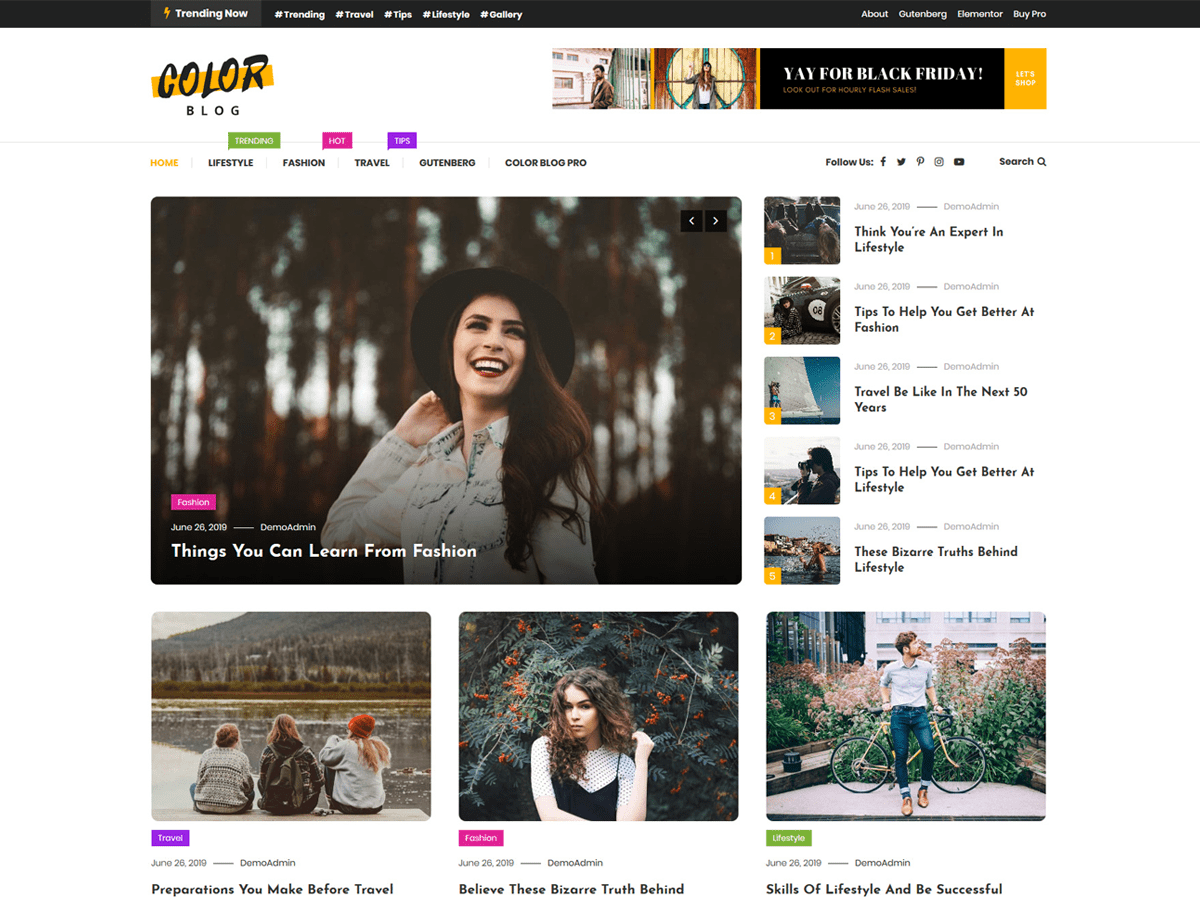 Trending Now #Trending #Travel #Tips #Lifestyle #Gallery About Gutenberg Elementor Buy Pro
COLOR
BLOG
YAY FOR BLACK FRIDAY!
LOOK OUT FOR HOURLY FLASH SALES!
LET'S
SHOP
TRENDING HOT TIPS
HOME LIFESTYLE FASHION TRAVEL GUTENBERG COLOR BLOG PRO Follow Us: Search
Fashion
June 26, 2019 DemoAdmin
Things You Can Learn From Fashion
1
June 26, 2019 DemoAdmin
Think You're An Expert In
Lifestyle
08
2
June 26, 2019 DemoAdmin
Tips To Help You Get Better At
Fashion
3
June 26, 2019 DemoAdmin
Travel Be Like In The Next 50
Years
4
June 26, 2019 DemoAdmin
Tips To Help You Get Better At
Lifestyle
5
June 26, 2019 DemoAdmin
These Bizarre Truths Behind
Lifestyle
Travel
June 26, 2019 DemoAdmin
Preparations You Make Before Travel
Fashion
June 26, 2019 DemoAdmin
Believe These Bizarre Truth Behind
Lifestyle
June 26, 2019 DemoAdmin
Skills Of Lifestyle And Be Successful